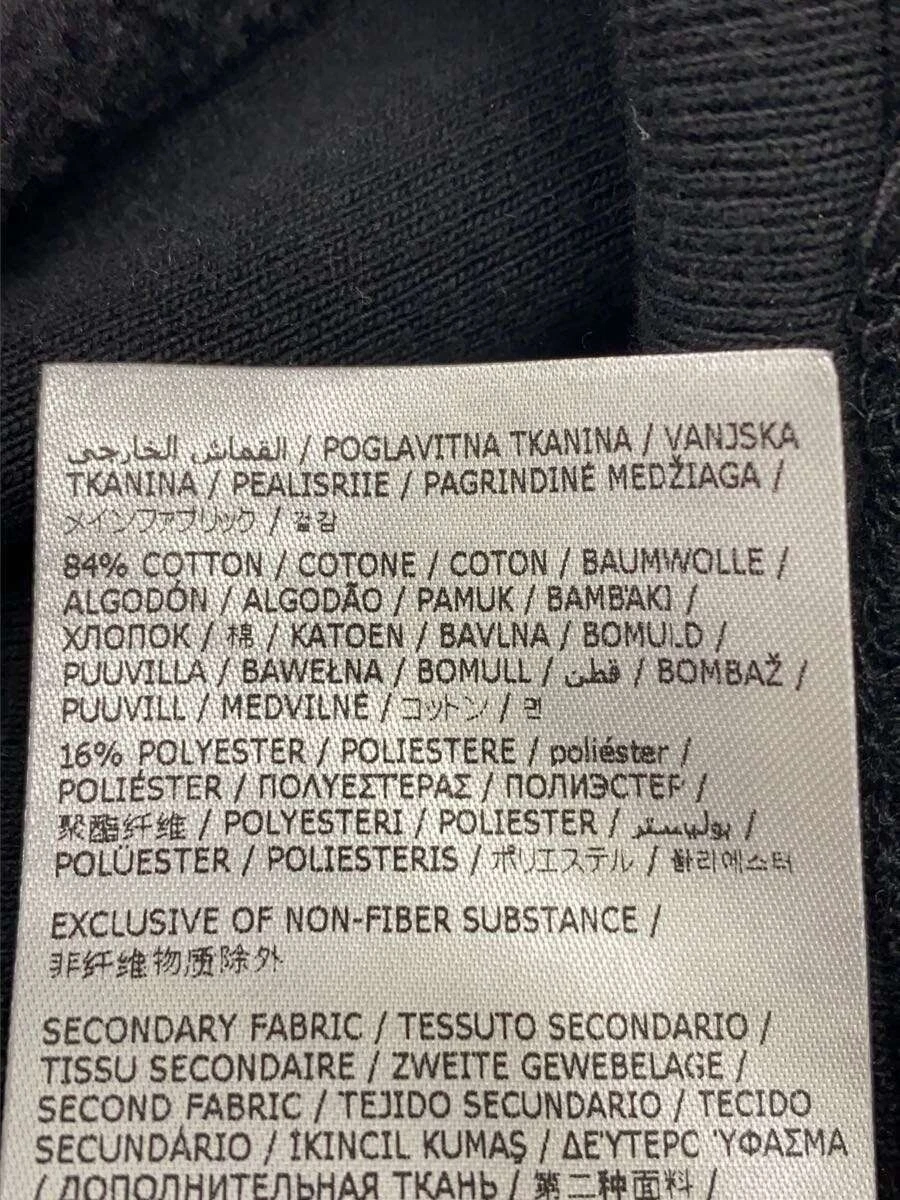 القماش الخارجي / POGLAVITNA TKANINA / VANJSKA
TKANINA / PEALISRIIE / PAGRINDINĖ MEDŽIAGA /
メインファブリック / 겉감
84% COTTON / COTONE / COTON / BAUMWOLLE /
ALGODÓN / ALGODÃO / PAMUK / BAMBAKI /
ХЛОПОК / 棉 / KATOEN / BAVLNA / BOMULD /
PUUVILLA / BAWEŁNA / BOMULL / قطن / BOMBAŽ /
PUUVILL / MEDVILNĖ / コットン / 면
16% POLYESTER / POLIESTERE / poliéster /
POLIÉSTER / ΠΟΛΥΕΣΤΕΡΑΣ / ПОЛИЭСТЕР /
聚酯纤维 / POLYESTERI / POLIESTER / بوليستر /
POLÜESTER / POLIESTERIS / ポリエステル / 폴리에스터
EXCLUSIVE OF NON-FIBER SUBSTANCE /
非纤维物质除外
SECONDARY FABRIC / TESSUTO SECONDARIO /
TISSU SECONDAIRE / ZWEITE GEWEBELAGE /
SECOND FABRIC / TEJIDO SECUNDARIO / TECIDO
SECUNDÁRIO / İKINCIL KUMAŞ / ΔΕΎΤΕΡΟ ΎΦΑΣΜΑ
/ ДОПОЛНИТЕЛЬНАЯ ТКАНЬ / 第二种面料 /